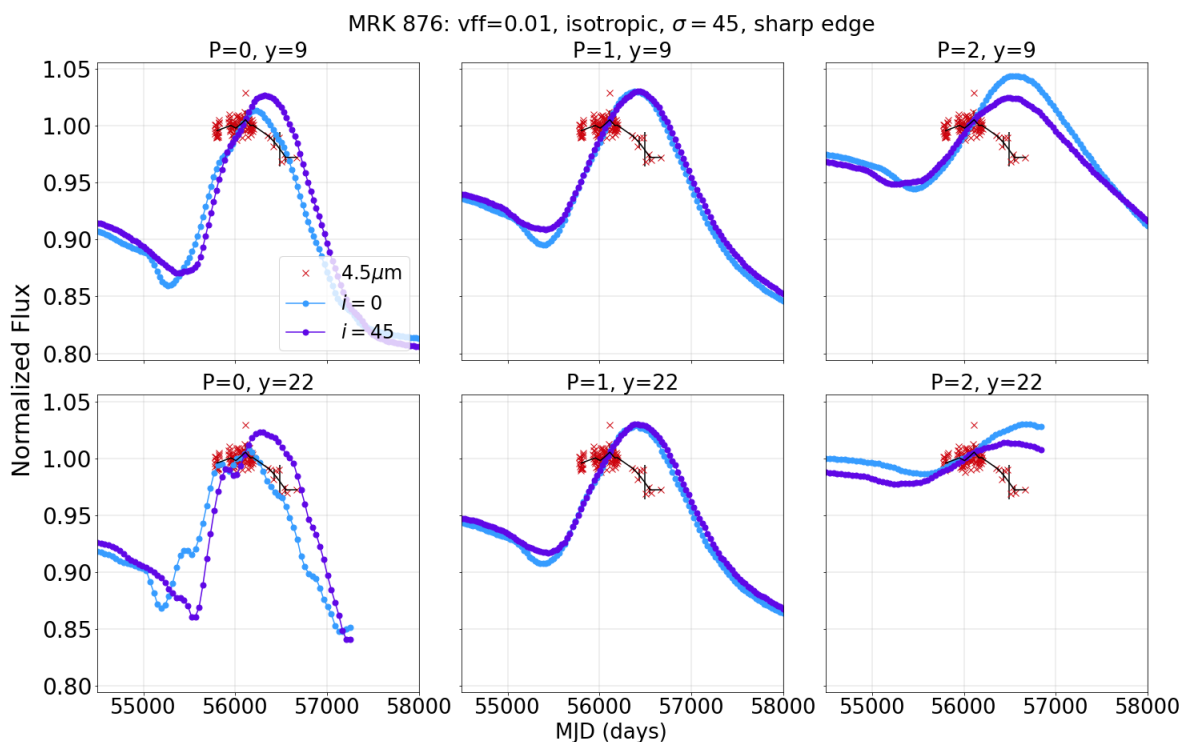 MRK 876: vff=0.01, isotropic, σ = 45, sharp edge
P=0, y=9
P=1, y=9
P=2, y=9
1.05
1.00
0.95
0.90
0.85
0.80
4.5μm
i = 0
i = 45
Normalized Flux
P=0, y=22
P=1, y=22
P=2, y=22
1.05
1.00
0.95
0.90
0.85
0.80
55000 56000 57000 58000
55000 56000 57000 58000
55000 56000 57000 58000
MJD (days)